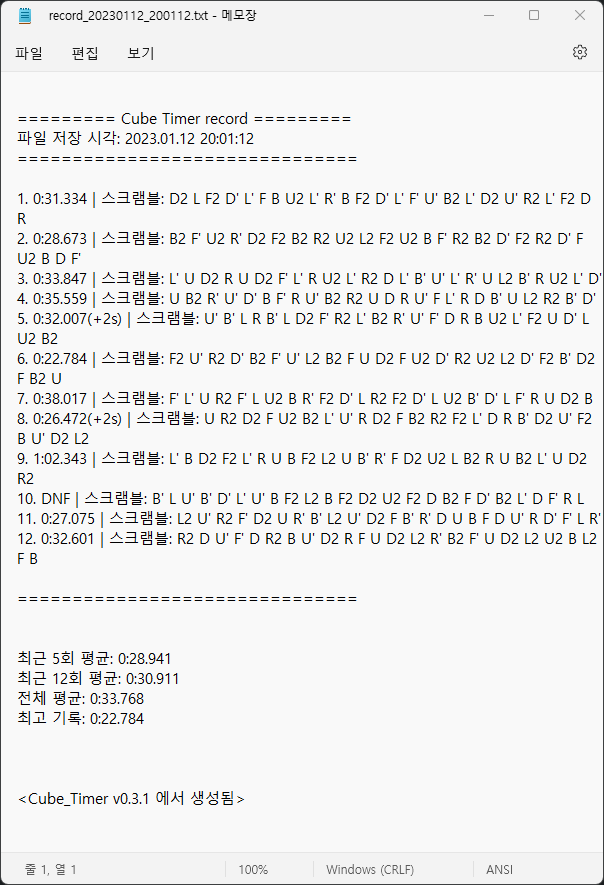 record_20230112_200112.txt - 메모장
파일 편집 보기
========= Cube Timer record =========
파일 저장 시각: 2023.01.12 20:01:12
===============================
1. 0:31.334 | 스크램블: D2 L F2 D' L' F B U2 L' R' B F2 D' L' F' U' B2 L' D2 U' R2 L' F2 D
R
2. 0:28.673 | 스크램블: B2 F' U2 R' D2 F2 B2 R2 U2 L2 F2 U2 B F' R2 B2 D' F2 R2 D' F
U2 B D F'
3. 0:33.847 | 스크램블: L' U D2 R U D2 F' L' R U2 L' R2 D L' B' U' L' R' U L2 B' R U2 L' D'
4. 0:35.559 | 스크램블: U B2 R' U' D' B F' R U' B2 R2 U D R U' F L' R D B' U L2 R2 B' D'
5. 0:32.007(+2s) | 스크램블: U' B' L R B' L D2 F' R2 L' B2 R' U' F' D R B U2 L' F2 U D' L
U2 B2
6. 0:22.784 | 스크램블: F2 U' R2 D' B2 F' U' L2 B2 F U D2 F U2 D' R2 U2 L2 D' F2 B' D2
F B2 U
7. 0:38.017 | 스크램블: F' L' U R2 F' L U2 B R' F2 D' L R2 F2 D' L U2 B' D' L F' R U D2 B
8. 0:26.472(+2s) | 스크램블: U R2 D2 F U2 B2 L' U' R D2 F B2 R2 F2 L' D R B' D2 U' F2
B U' D2 L2
9. 1:02.343 | 스크램블: L' B D2 F2 L' R U B F2 L2 U B' R' F D2 U2 L B2 R U B2 L' U D2
R2
10. DNF | 스크램블: B' L U' B' D' L' U' B F2 L2 B F2 D2 U2 F2 D B2 F D' B2 L' D F' R L
11. 0:27.075 | 스크램블: L2 U' R2 F' D2 U R' B' L2 U' D2 F B' R' D U B F D U' R D' F' L R'
12. 0:32.601 | 스크램블: R2 D U' F' D R2 B U' D2 R F U D2 L2 R' B2 F' U D2 L2 U2 B L2
F B
===============================
최근 5회 평균: 0:28.941
최근 12회 평균: 0:30.911
전체 평균: 0:33.768
최고 기록: 0:22.784
<Cube_Timer v0.3.1 에서 생성됨>
줄 1, 열 1 100% Windows (CRLF) ANSI